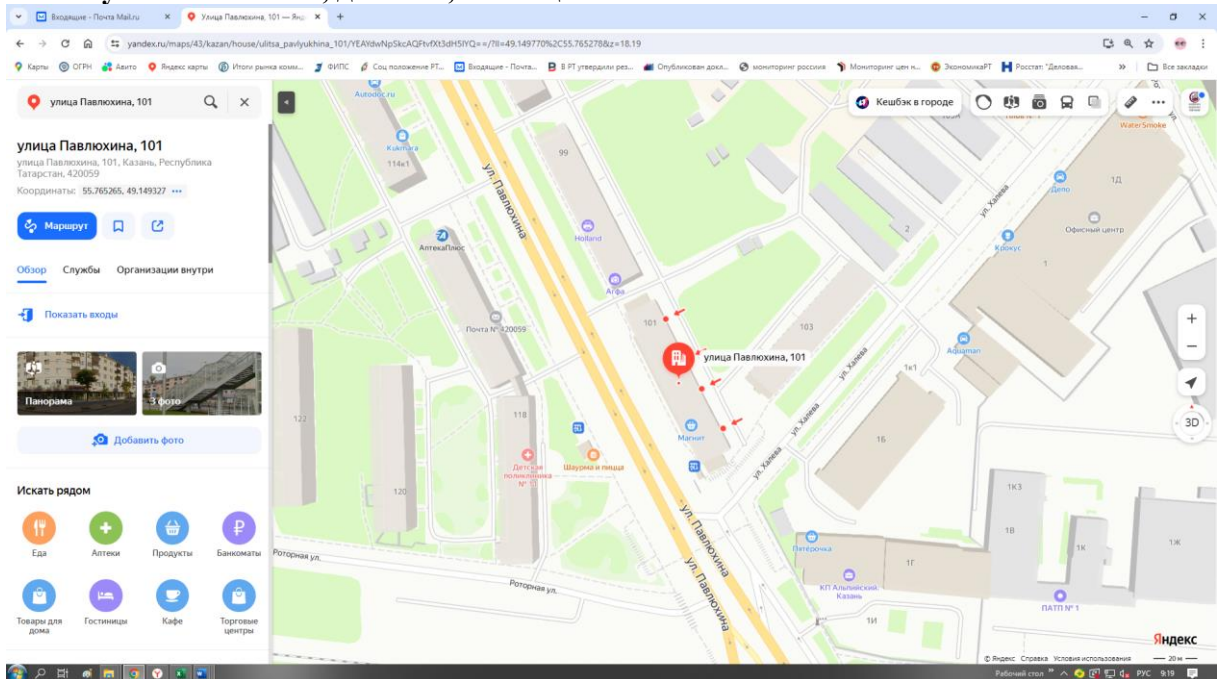 Входящие - Почта Mail.ru
Улица Павлюхина, 101 — Янд
yandex.ru/maps/43/kazan/house/ulitsa_pavlyukhina_101/YEAYdwNpSkcAQFtvfXt3dH5IYQ==/?ll=49.149770%2C55.765278&z=18.19
Карты ОГРН Авито Яндекс карты Итоги рынка комм... ФИПС Соц положение РТ... Входящие - Почта... В РТ утвердили рез... Опубликован докл... мониторинг россия Мониторинг цен н... ЭкономикаРТ Росстат: "Деловая... » Все закладки
улица Павлюхина, 101
улица Павлюхина, 101
улица Павлюхина, 101, Казань, Республика
Татарстан, 420059
Координаты: 55.765265, 49.149327
Маршрут
Обзор Службы Организации внутри
Показать входы
Панорама 3 фото
Добавить фото
Искать рядом
Еда Аптеки Продукты Банкоматы
Товары для дома Гостиницы Кафе Торговые центры
Кешбэк в городе
Autodoc.ru
WaterSmoke
Kukmara
114к1
99
ул. Павлюхина
1Д
Депо
ул. Халева
АптекаПлюс
Holland
2
Офисный центр
Крокус
1
Агфа
Почта № 420059
101
103
улица Павлюхина, 101
ул. Халева
Aquaman
1к1
3D
122
118
Магнит
ул. Халева
16
Детская
поликлиника
Шаурма и пицца
ул. Халева
120
1К3
ул. Павлюхина
Пятёрочка
1В
1К
1Ж
Роторная ул.
Роторная ул.
ул. Павлюхина
1Г
КП Альпийский.
Казань
ПАТП № 1
1И
Яндекс
© Яндекс Справка Условия использования 20 м
Рабочий стол РУС 9:19